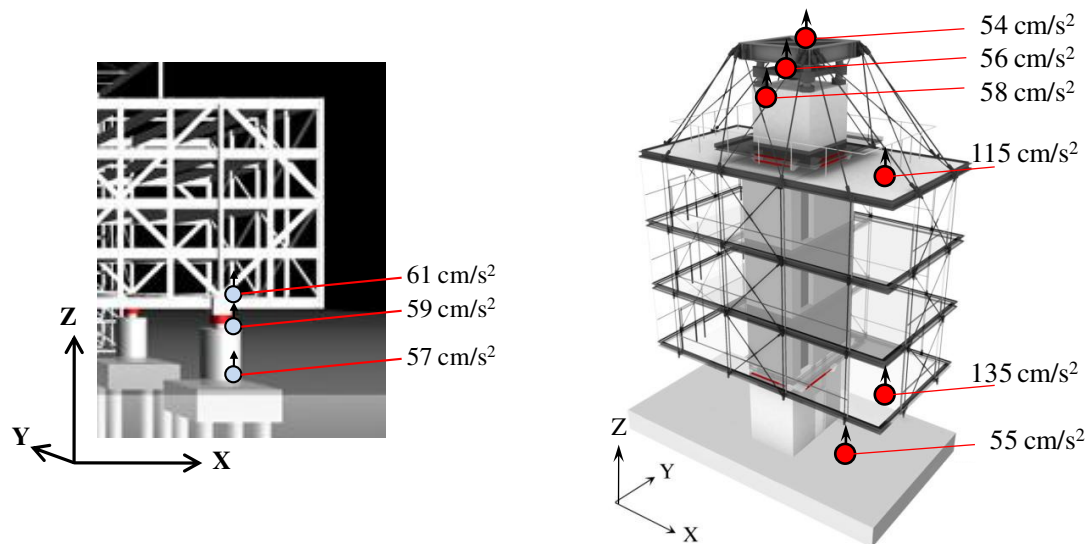 61 cm/s²
59 cm/s²
57 cm/s²
Z
Y
X
54 cm/s²
56 cm/s²
58 cm/s²
115 cm/s²
135 cm/s²
55 cm/s²
Z
Y
X